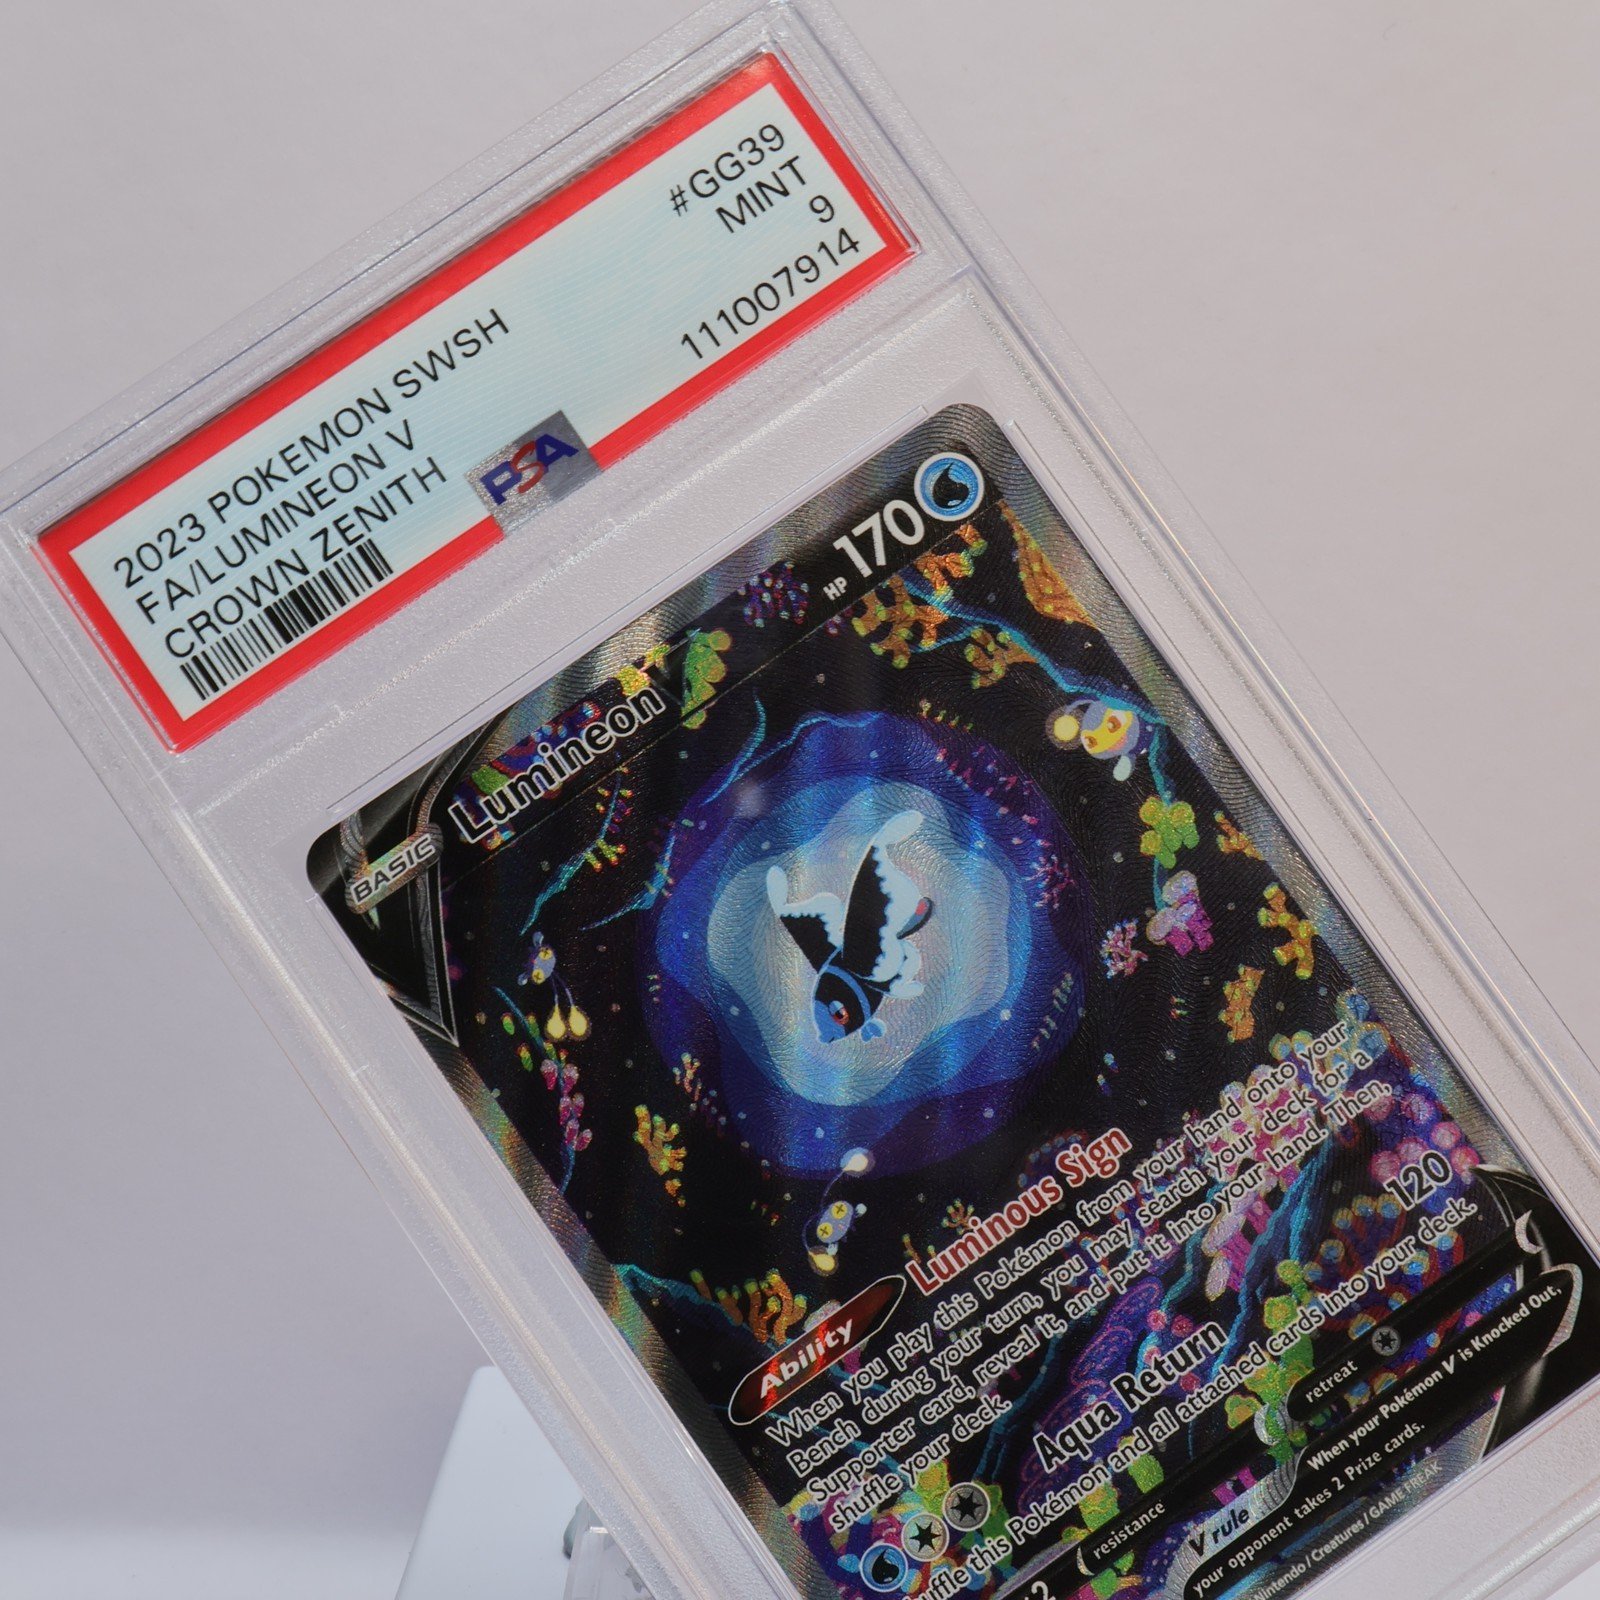 2023 POKEMON SWSH #GG39
FA/LUMINEON V MINT
CROWN ZENITH 9
111007914
PSA
BASIC
Lumineon V
HP 170
Ability Luminous Sign
When you play this Pokémon from your hand onto your
Bench during your turn, you may search your deck for a
Supporter card, reveal it, and put it into your hand. Then,
shuffle your deck.
Aqua Return 120
Shuffle this Pokémon and all attached cards into your deck.
resistance
retreat
V rule
When your Pokémon V is Knocked Out,
your opponent takes 2 Prize cards.
Nintendo / Creatures / GAME FREAK